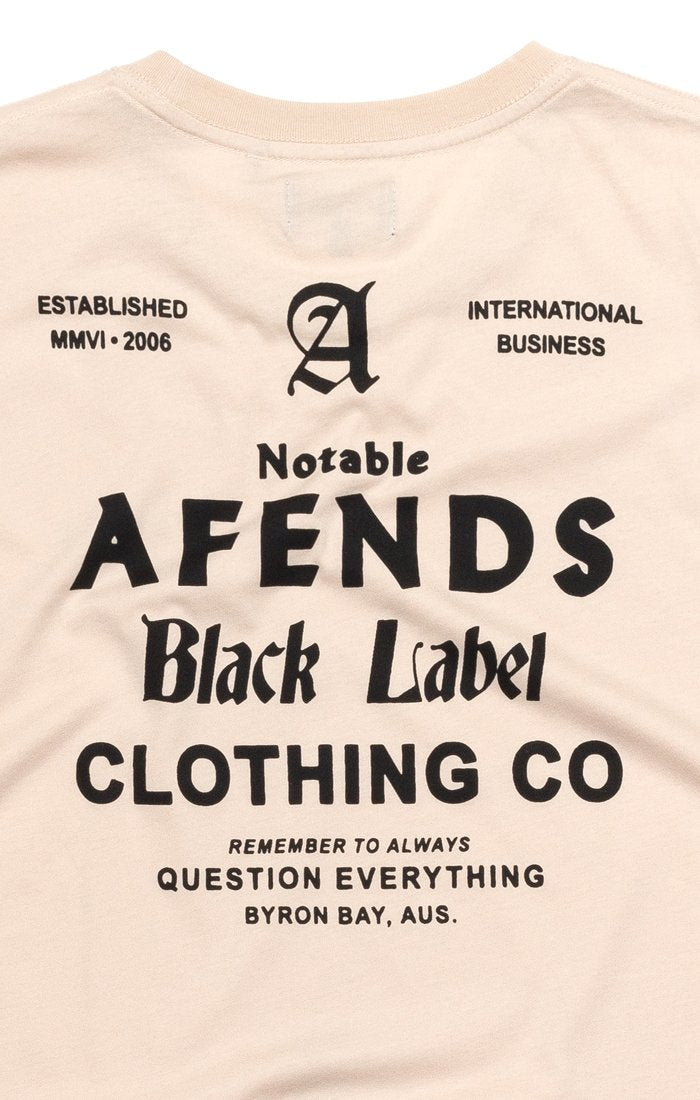 ESTABLISHED
MMVI • 2006
A
INTERNATIONAL
BUSINESS
Notable
AFENDS
Black Label
CLOTHING CO
REMEMBER TO ALWAYS
QUESTION EVERYTHING
BYRON BAY, AUS.